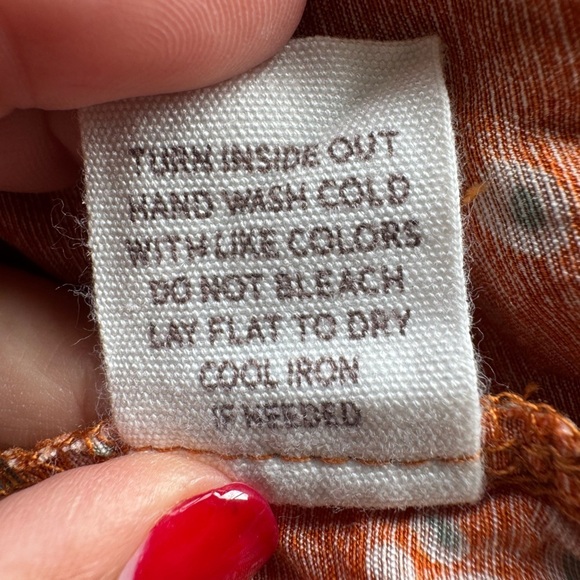 TURN INSIDE OUT
HAND WASH COLD
WITH LIKE COLORS
DO NOT BLEACH
LAY FLAT TO DRY
COOL IRON
IF NEEDED